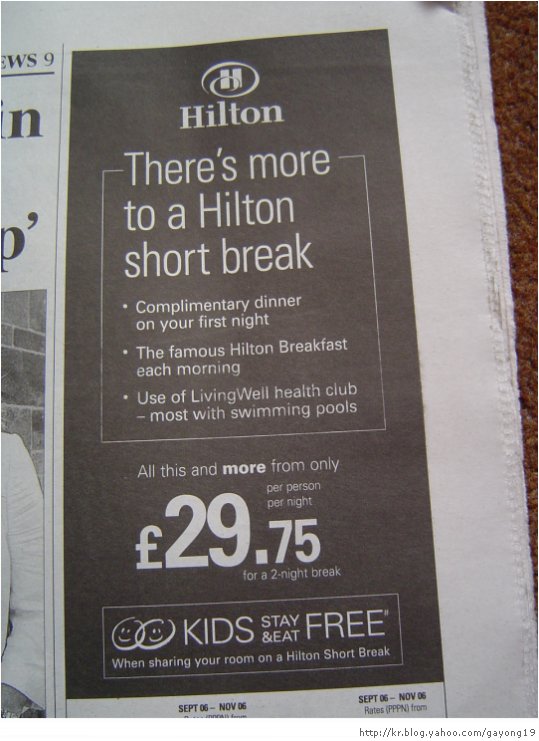 EWS 9
in
p'
Hilton
There's more
to a Hilton
short break
• Complimentary dinner
on your first night
• The famous Hilton Breakfast
each morning
• Use of LivingWell health club
– most with swimming pools
All this and more from only
£29.75
per person
per night
for a 2-night break
KIDS STAY & EAT FREE#
When sharing your room on a Hilton Short Break
SEPT 06 – NOV 06
Rates (PPPN) from
SEPT 06 – NOV 06
Rates (PPPN) from
http://kr.blog.yahoo.com/gayong19